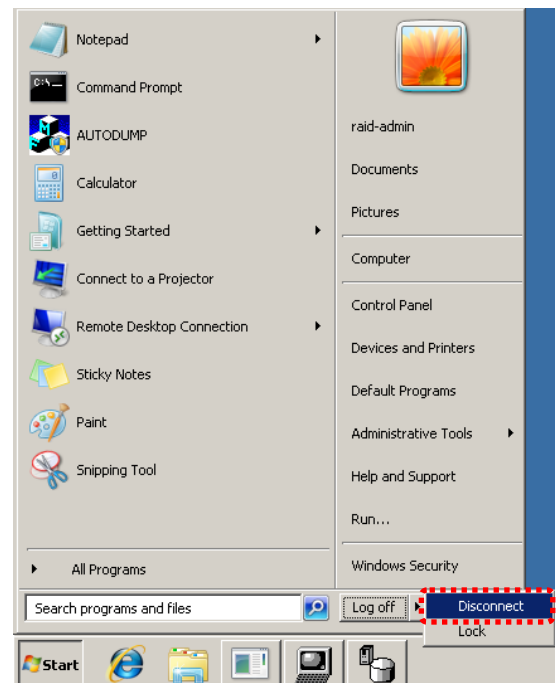 Notepad
Command Prompt
AUTODUMP
Calculator
Getting Started
Connect to a Projector
Remote Desktop Connection
Sticky Notes
Paint
Snipping Tool
All Programs
Search programs and files
raid-admin
Documents
Pictures
Computer
Control Panel
Devices and Printers
Default Programs
Administrative Tools
Help and Support
Run...
Windows Security
Log off
Disconnect
Lock
Start